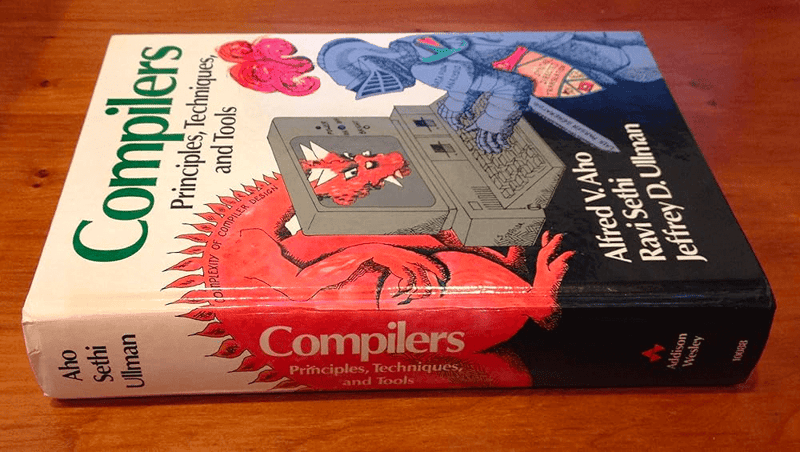 Compilers
Principles, Techniques,
and Tools
COMPLEXITY OF COMPILER DESIGN
Alfred V. Aho
Ravi Sethi
Jeffrey D. Ullman
Aho
Sethi
Ullman
Compilers
Principles, Techniques,
and Tools
Addison
Wesley
10088